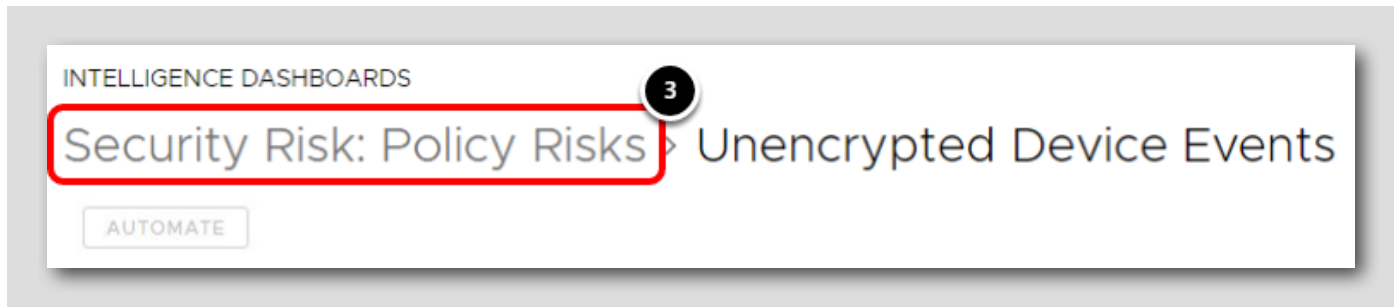 INTELLIGENCE DASHBOARDS
3
Security Risk: Policy Risks > Unencrypted Device Events
AUTOMATE